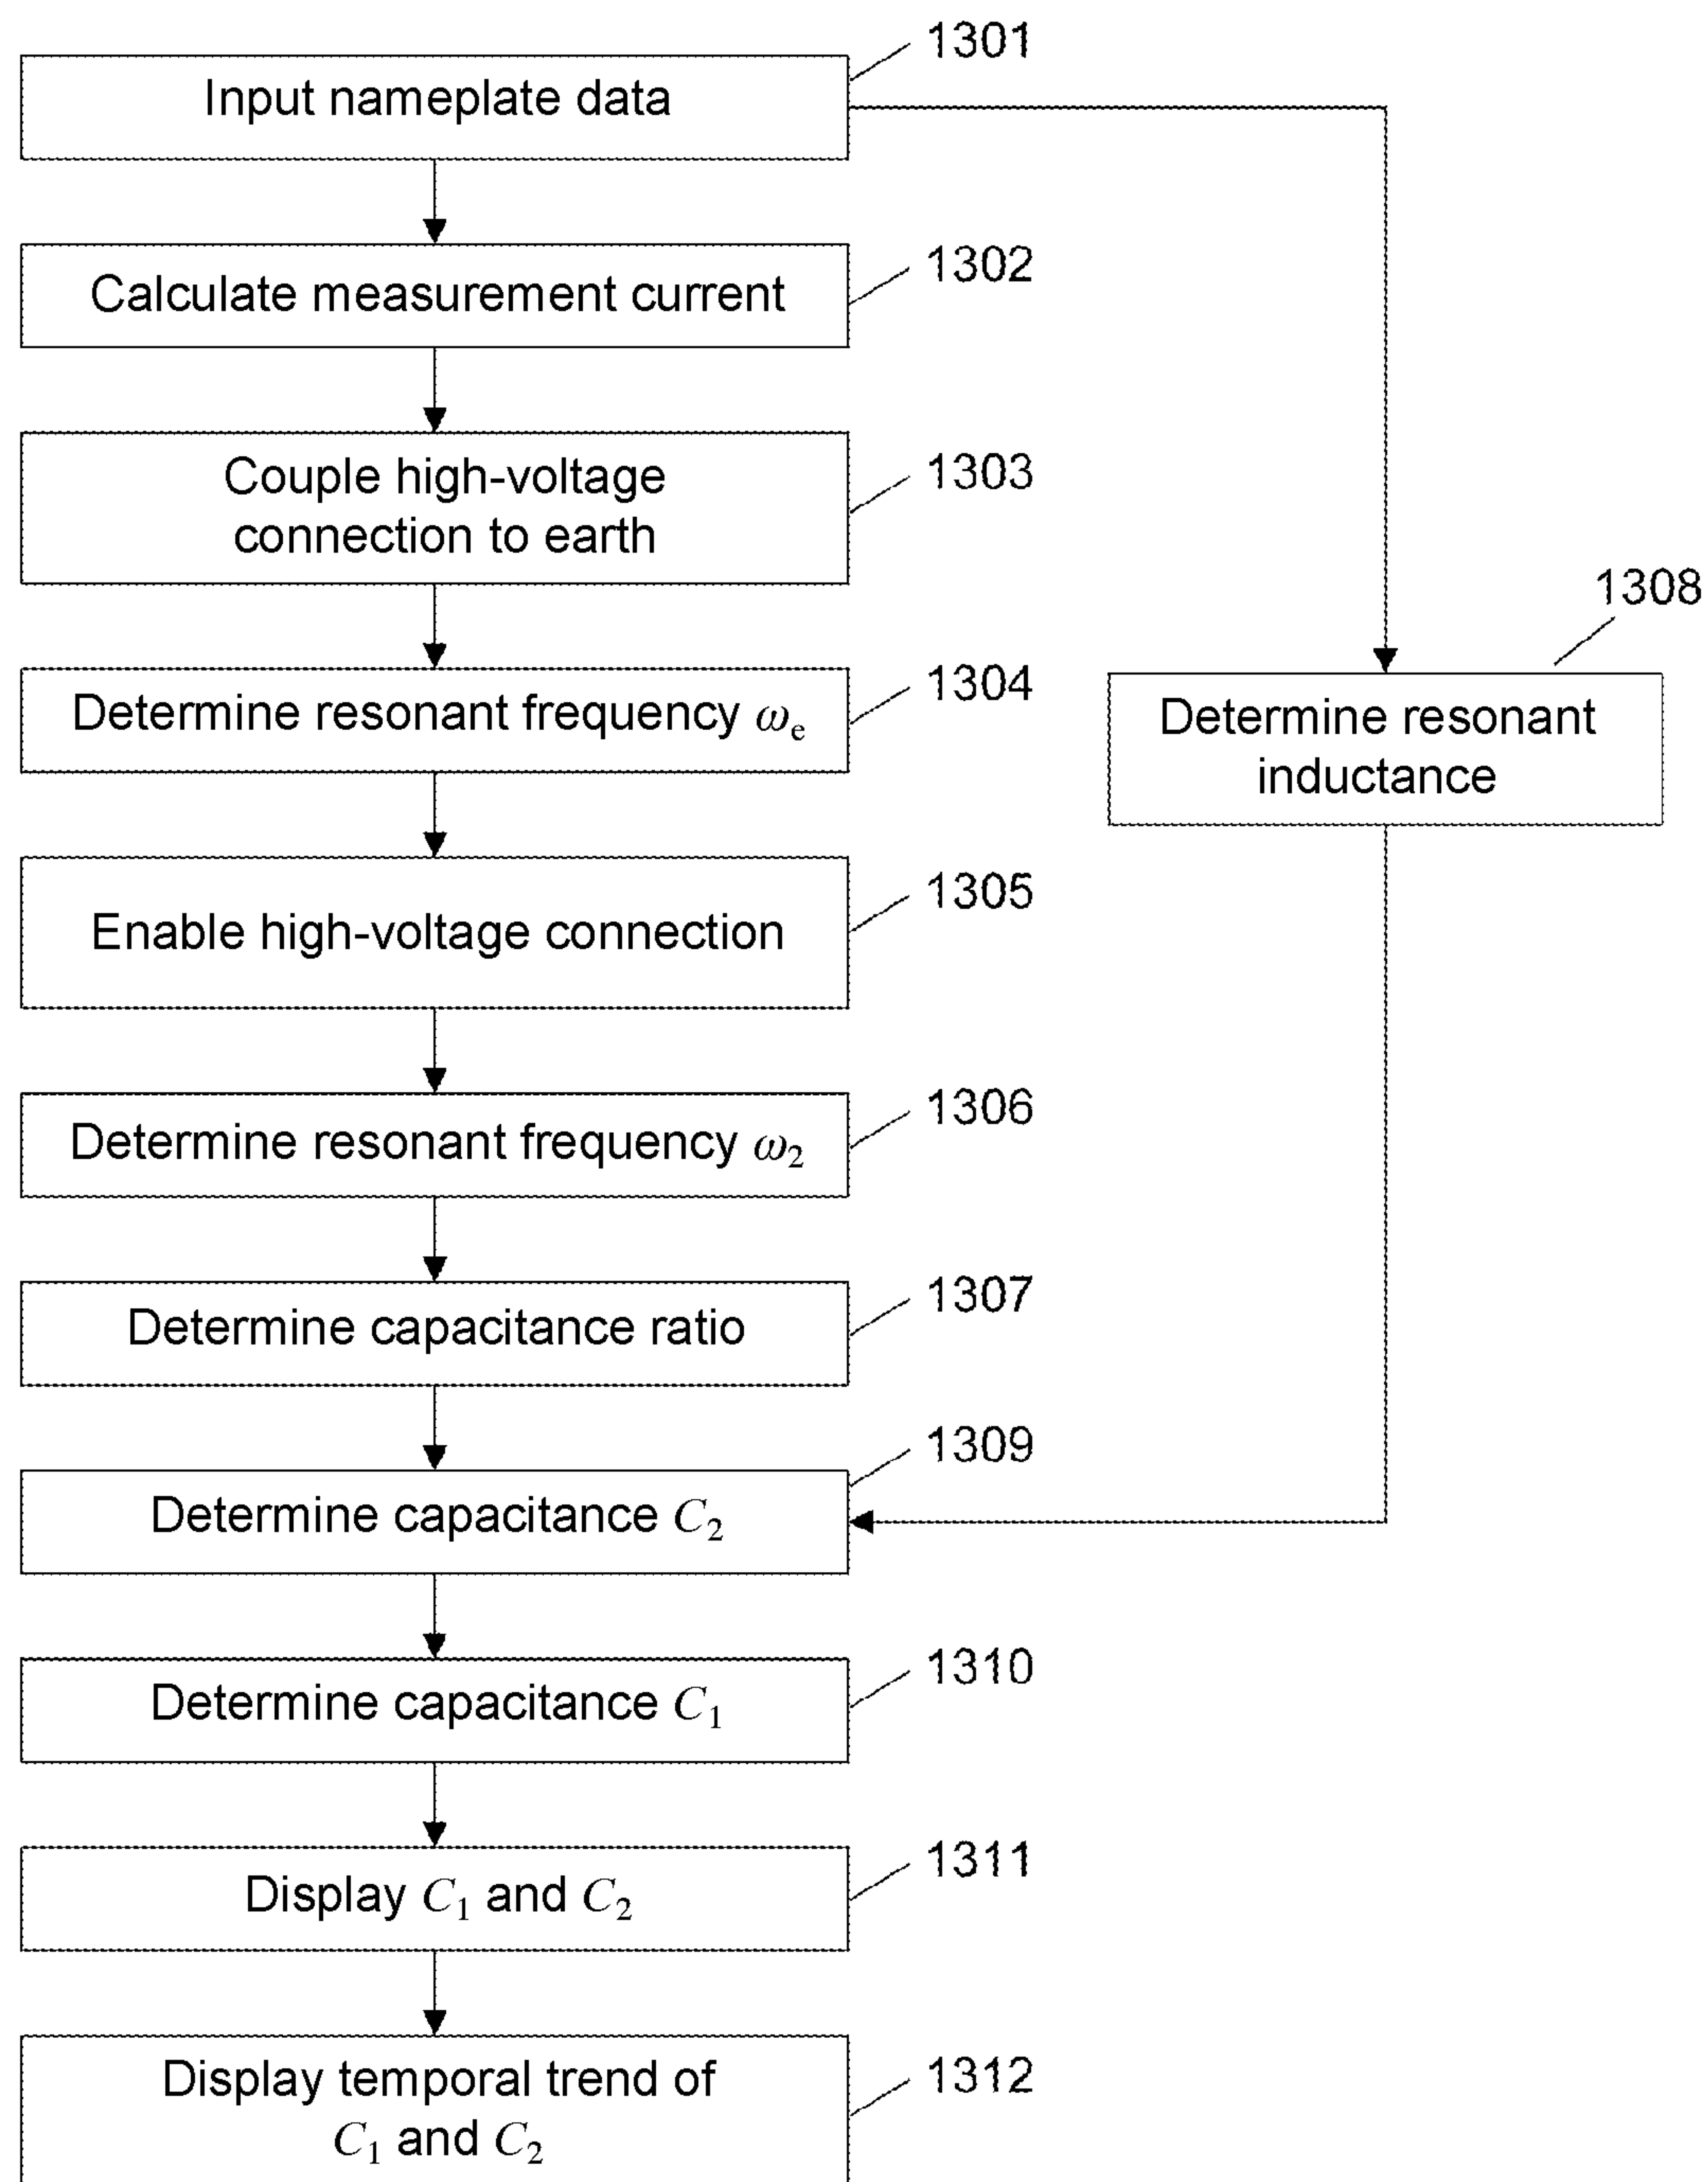 1301
Input nameplate data
1302
Calculate measurement current
1303
Couple high-voltage
connection to earth
1308
1304
Determine resonant frequency ωₑ
Determine resonant
inductance
1305
Enable high-voltage connection
1306
Determine resonant frequency ω₂
1307
Determine capacitance ratio
1309
Determine capacitance C₂
1310
Determine capacitance C₁
1311
Display C₁ and C₂
1312
Display temporal trend of
C₁ and C₂